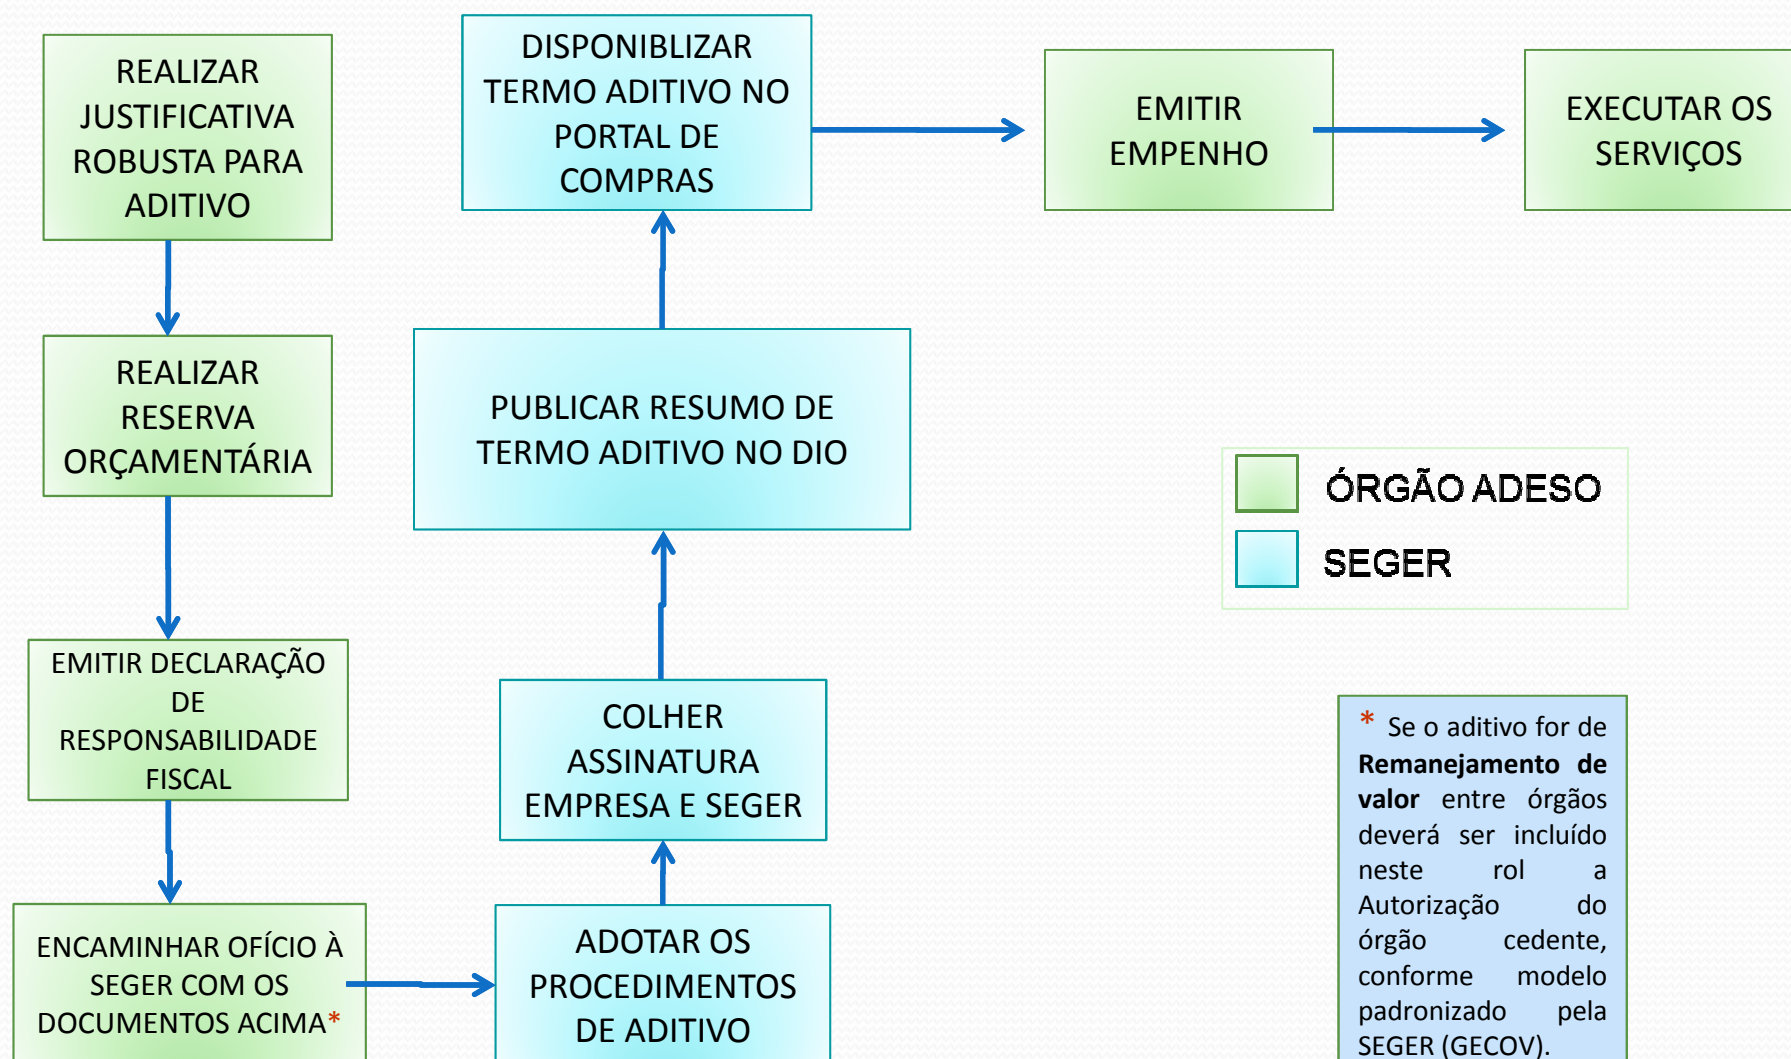 REALIZAR
JUSTIFICATIVA
ROBUSTA PARA
ADITIVO
REALIZAR
RESERVA
ORÇAMENTÁRIA
EMITIR DECLARAÇÃO
DE
RESPONSABILIDADE
FISCAL
ENCAMINHAR OFÍCIO À
SEGER COM OS
DOCUMENTOS ACIMA*
ADOTAR OS
PROCEDIMENTOS
DE ADITIVO
COLHER
ASSINATURA
EMPRESA E SEGER
PUBLICAR RESUMO DE
TERMO ADITIVO NO DIO
DISPONIBLIZAR
TERMO ADITIVO NO
PORTAL DE
COMPRAS
EMITIR
EMPENHO
EXECUTAR OS
SERVIÇOS
ÓRGÃO ADESO
SEGER
* Se o aditivo for de
Remanejamento de
valor entre órgãos
deverá ser incluído
neste rol a
Autorização do
órgão cedente,
conforme modelo
padronizado pela
SEGER (GECOV).